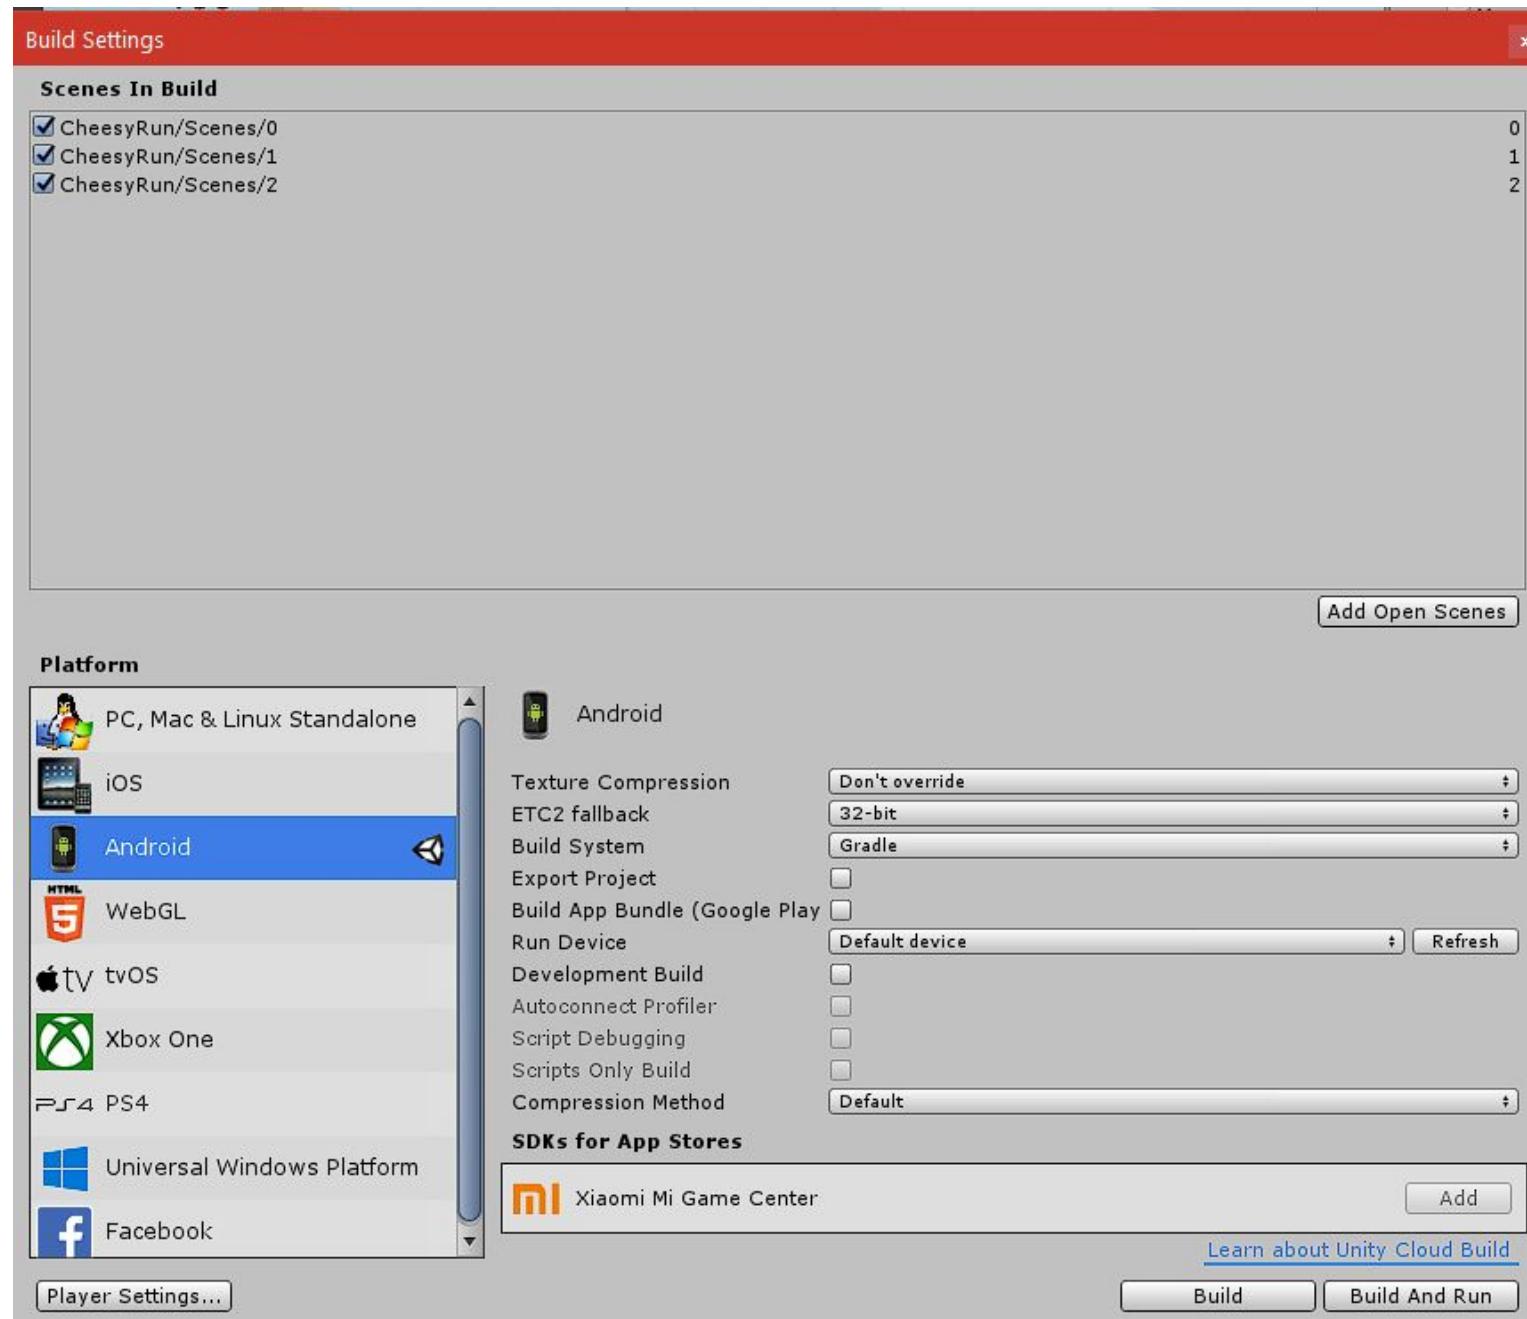 Build Settings
x
Scenes In Build
CheesyRun/Scenes/0 0
CheesyRun/Scenes/1 1
CheesyRun/Scenes/2 2
Add Open Scenes
Platform
PC, Mac & Linux Standalone
iOS
Android
HTML
5
WebGL
tv tvOS
Xbox One
PS4 PS4
Universal Windows Platform
f Facebook
Android
Texture Compression Don't override
ETC2 fallback 32-bit
Build System Gradle
Export Project
Build App Bundle (Google Play
Run Device Default device Refresh
Development Build
Autoconnect Profiler
Script Debugging
Scripts Only Build
Compression Method Default
SDKs for App Stores
mi Xiaomi Mi Game Center Add
Learn about Unity Cloud Build
Player Settings... Build Build And Run